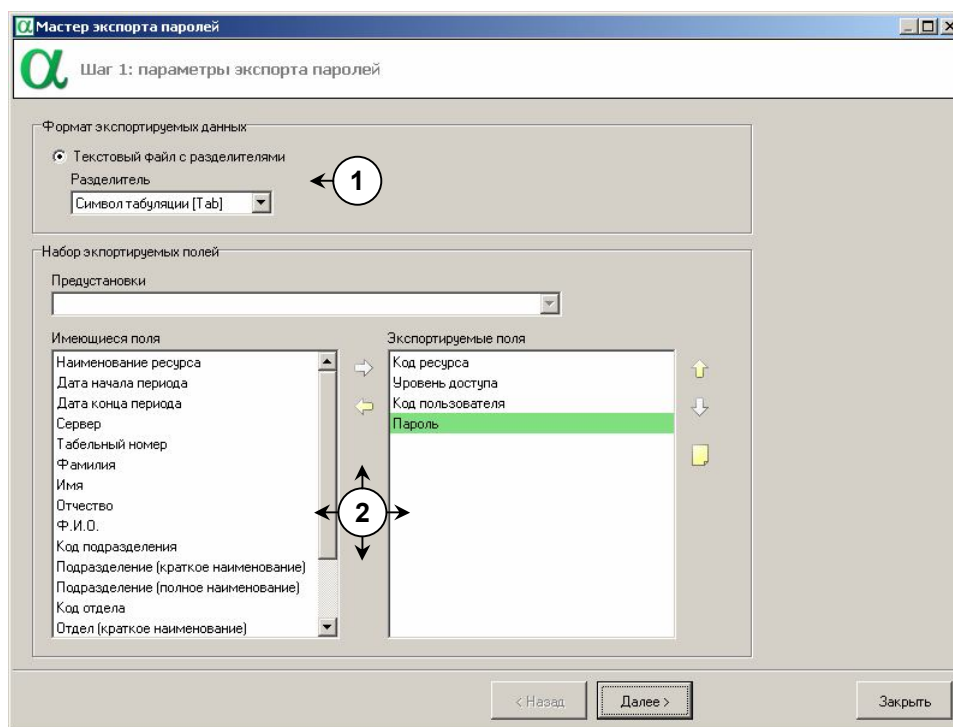 Мастер экспорта паролей
α Шаг 1: параметры экспорта паролей
Формат экспортируемых данных
Текстовый файл с разделителями
Разделитель
Символ табуляции [Tab]
1
Набор экпортируемых полей
Предустановки
Имеющиеся поля
Наименование ресурса
Дата начала периода
Дата конца периода
Сервер
Табельный номер
Фамилия
Имя
Отчество
Ф.И.О.
Код подразделения
Подразделение (краткое наименование)
Подразделение (полное наименование)
Код отдела
Отдел (краткое наименование)
2
Экспортируемые поля
Код ресурса
Уровень доступа
Код пользователя
Пароль
< Назад
Далее >
Закрыть